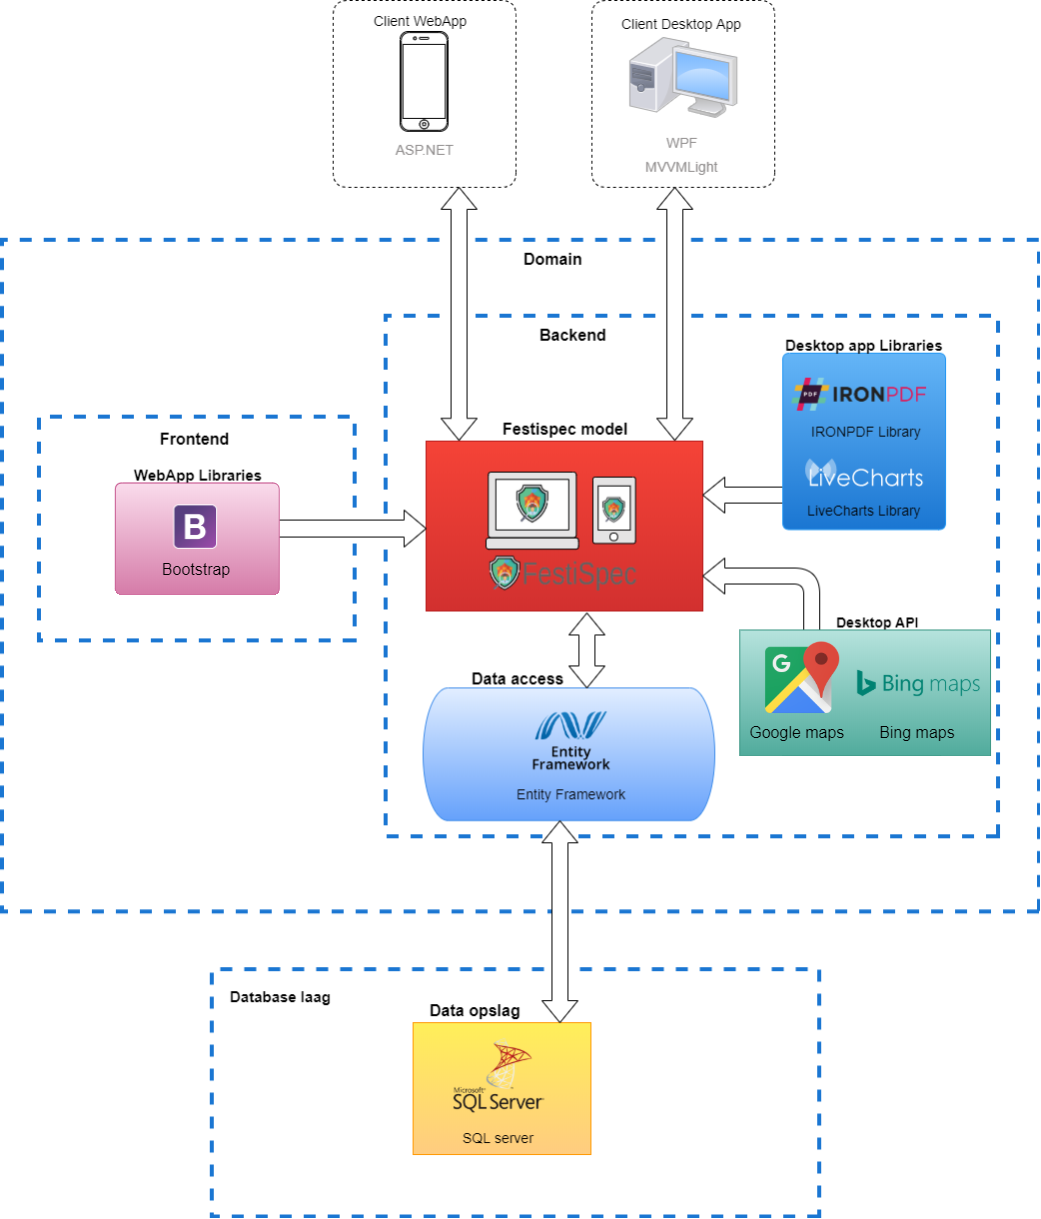 Client WebApp
ASP.NET
Client Desktop App
WPF
MVVMLight
Domain
Backend
Desktop app Libraries
PDF
IRONPDF
IRONPDF Library
LiveCharts
LiveCharts Library
Frontend
WebApp Libraries
B
Bootstrap
Festispec model
FestiSpec
Desktop API
G
Google maps
Bing maps
Bing maps
Data access
Entity
Framework
Entity Framework
Database laag
Data opslag
Microsoft
SQL Server
SQL server